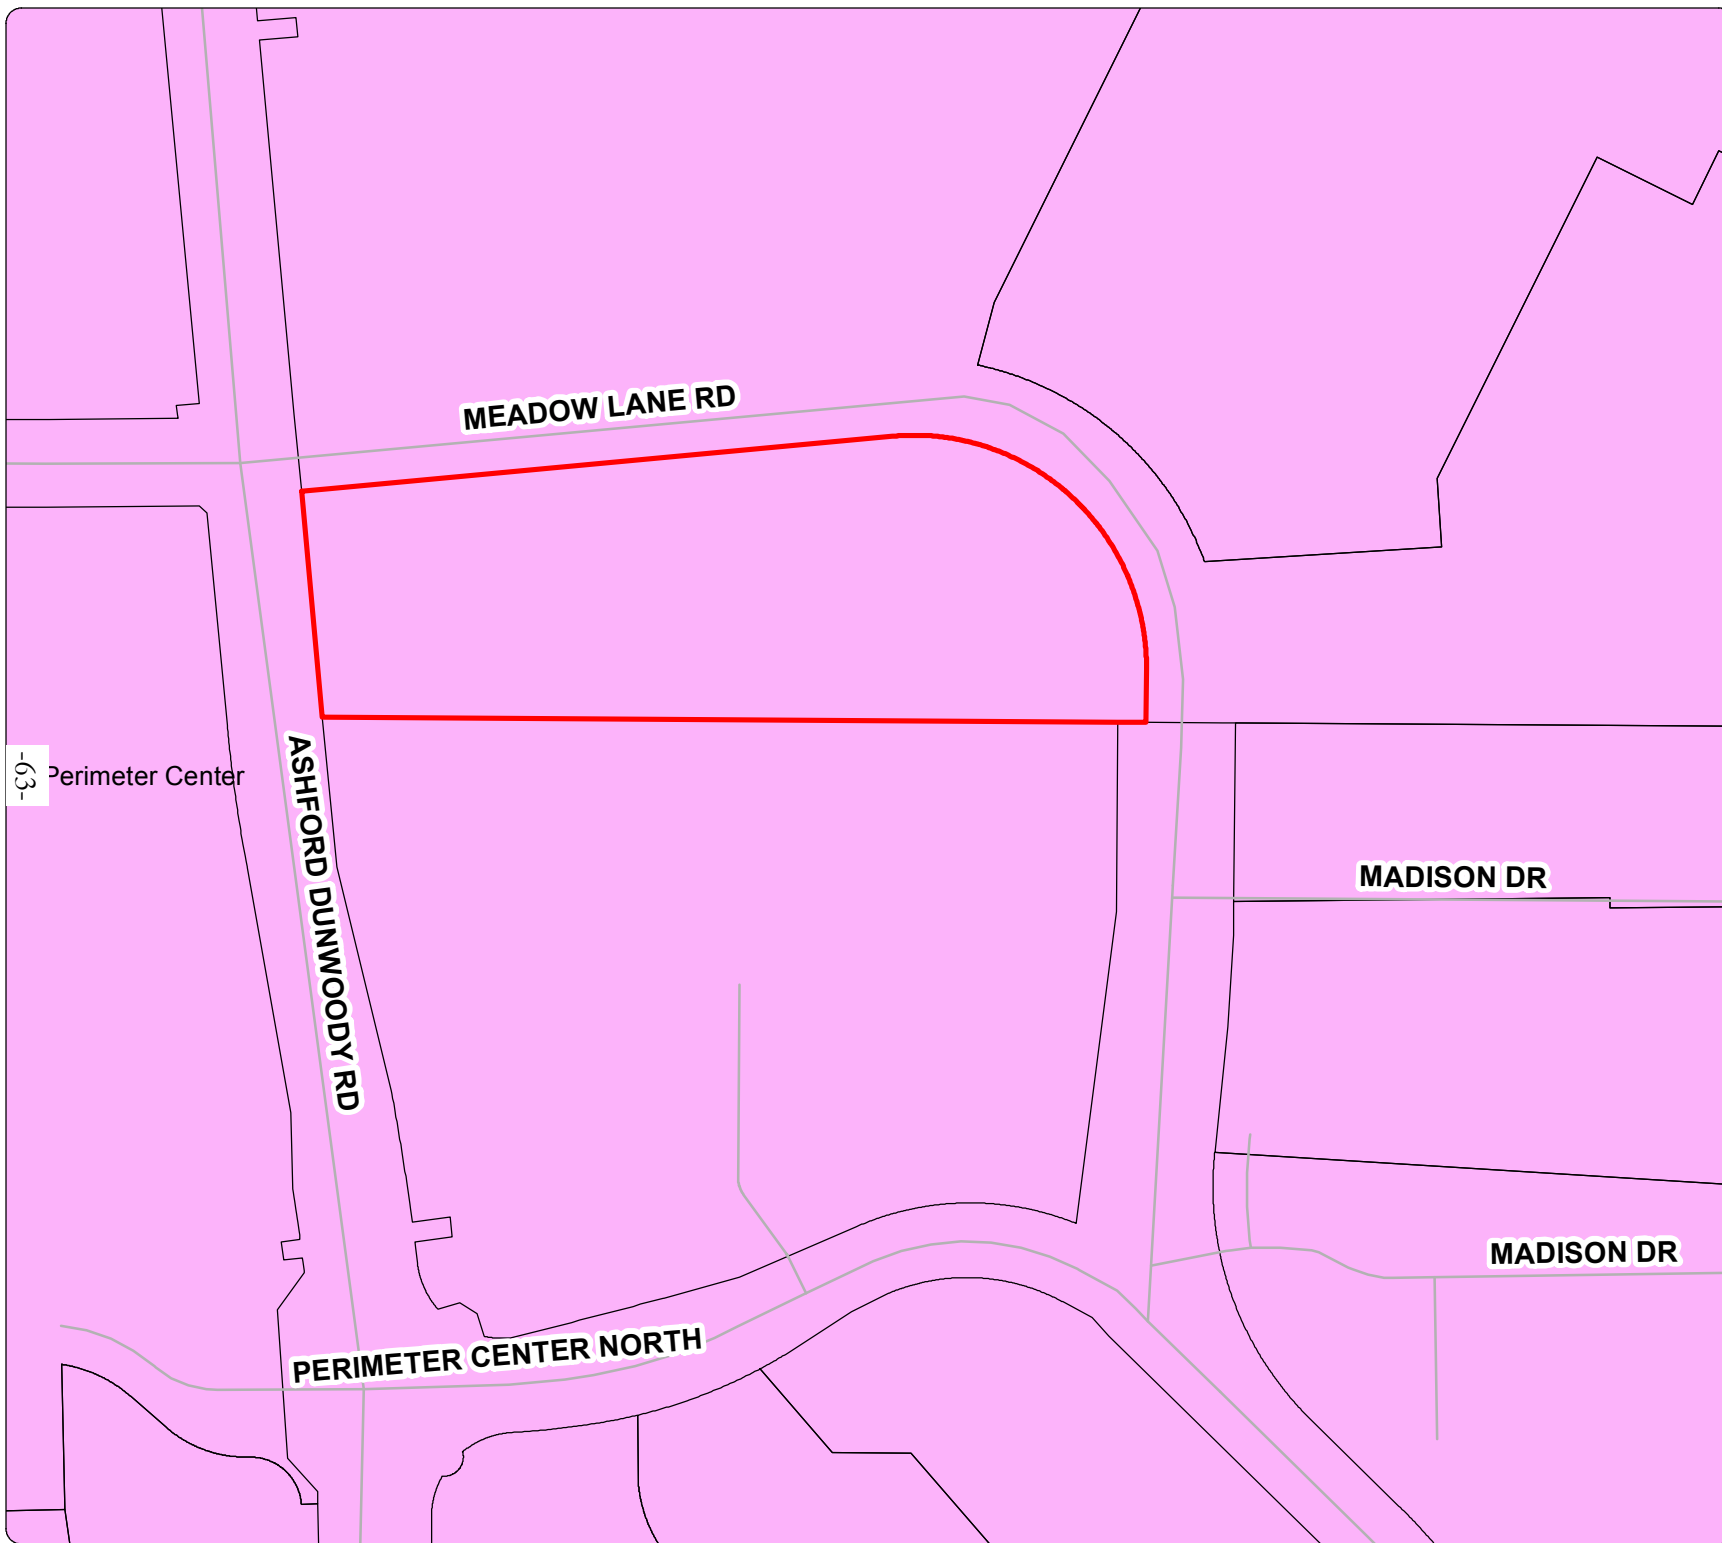 MEADOW LANE RD
-63-
Perimeter Center
ASHFORD DUNWOODY RD
MADISON DR
MADISON DR
PERIMETER CENTER NORTH